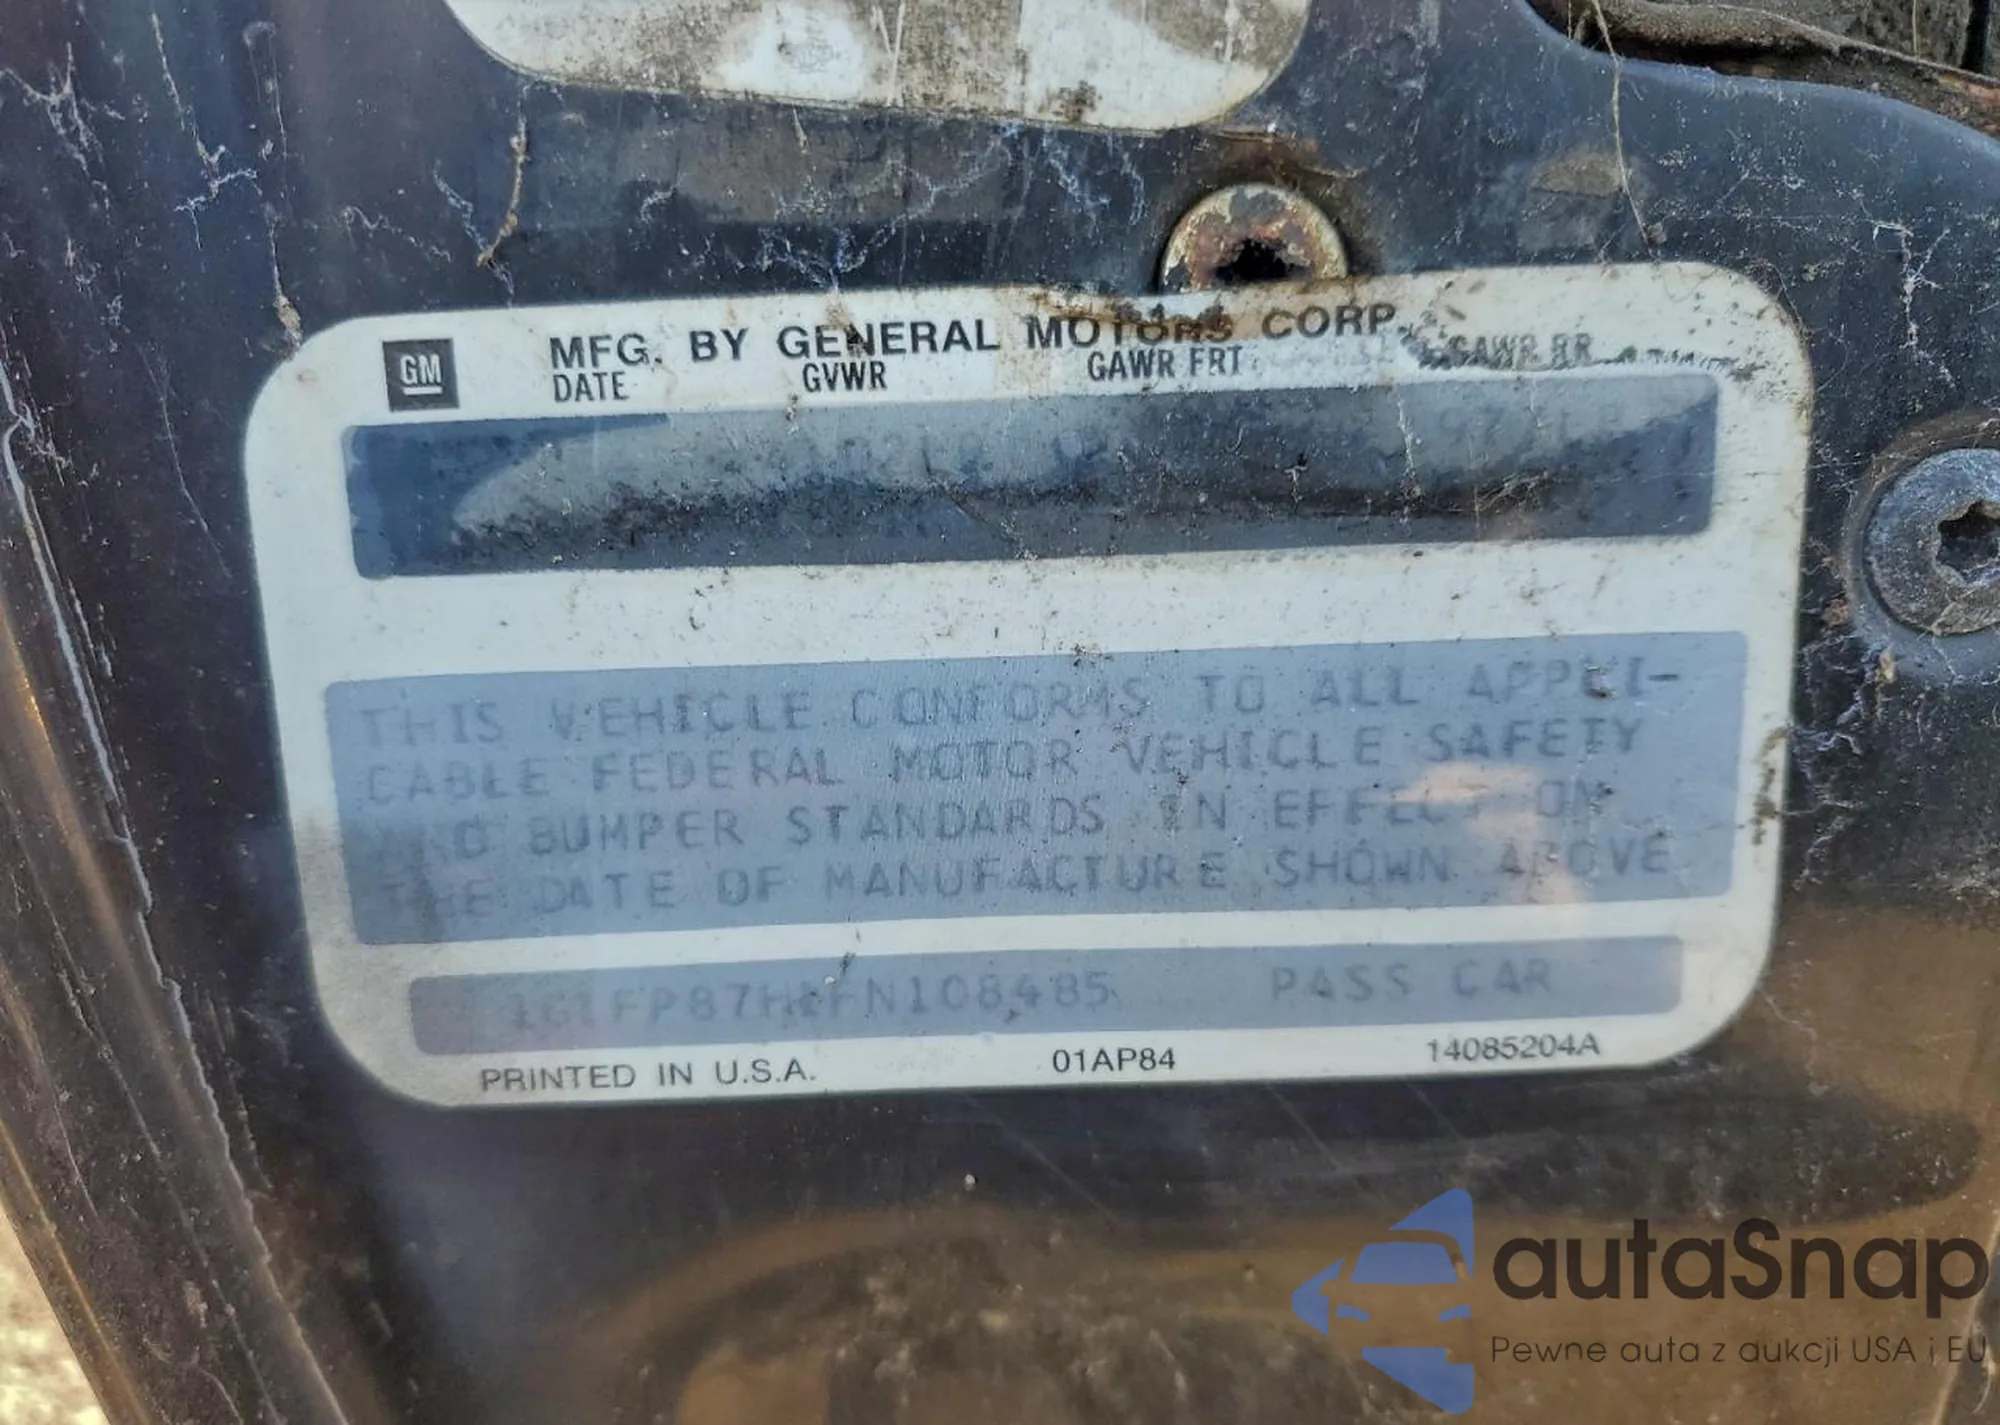 GM
MFG. BY GENERAL MOTORS CORP.
DATE GVWR GAWR FRT GAWR RR
THIS VEHICLE CONFORMS TO ALL APPLI-
CABLE FEDERAL MOTOR VEHICLE SAFETY
AND BUMPER STANDARDS IN EFFECT ON
THE DATE OF MANUFACTURE SHOWN ABOVE
PASS CAR
PRINTED IN U.S.A. 01AP84 14085204A
autaSnap
Pewne auta z aukcji USA i EU